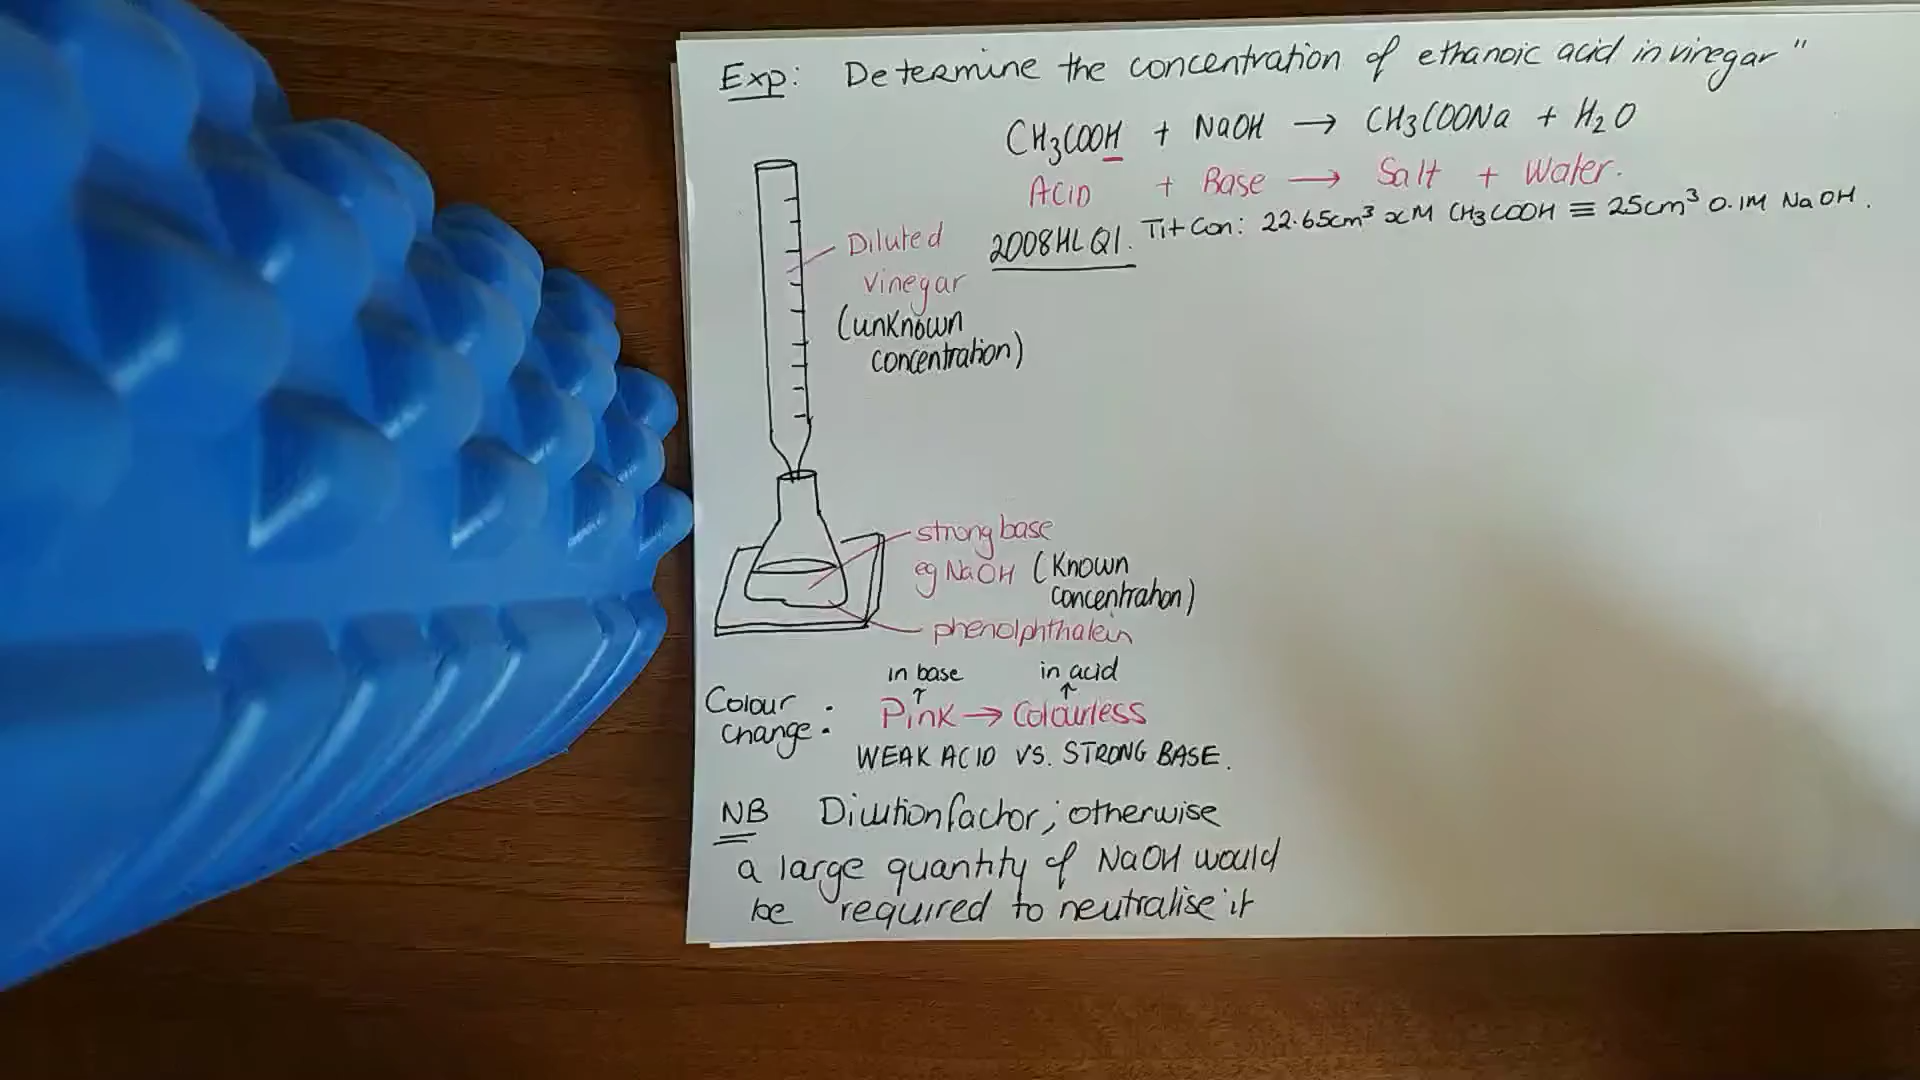 Exp: Determine the concentration of ethanoic acid in vinegar"
CH3COOH + NaOH → CH3COONa + H2O
Acid + Base → Salt + Water.
2008HL Q1. Tit Con: 22.65cm³ xM CH3COOH ≡ 25cm³ 0.1M NaOH.
Diluted
vinegar
(unknown
concentration)
strong base
eg NaOH (Known
concentration)
phenolphthalein
in base in acid
↑ ↑
Colour change: Pink → Colourless
WEAK ACID VS. STRONG BASE.
NB Dilution factor; otherwise
a large quantity of NaOH would
be required to neutralise it